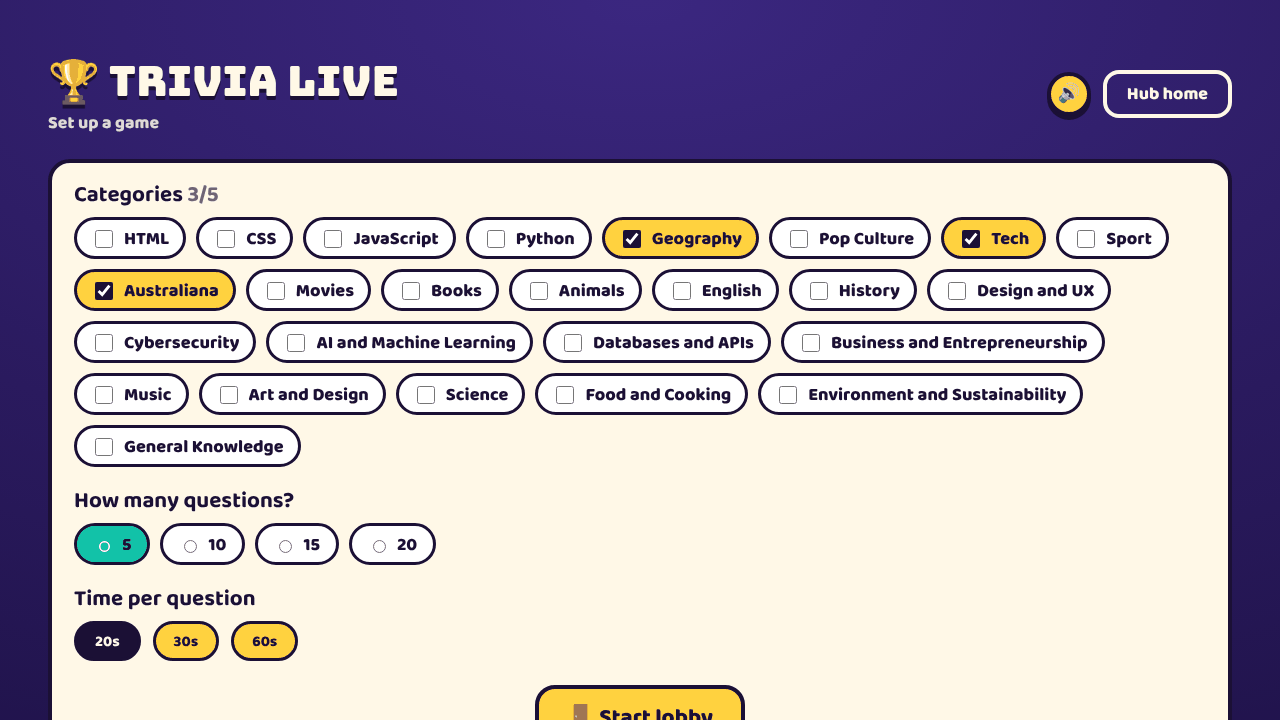 TRIVIA LIVE
Set up a game
Hub home
Categories 3/5
HTML CSS JavaScript Python Geography Pop Culture Tech Sport
Australiana Movies Books Animals English History Design and UX
Cybersecurity AI and Machine Learning Databases and APIs Business and Entrepreneurship
Music Art and Design Science Food and Cooking Environment and Sustainability
General Knowledge
How many questions?
5 10 15 20
Time per question
20s 30s 60s
Start lobby